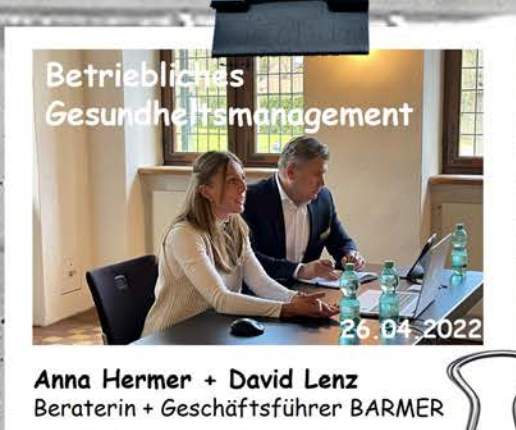 Betriebliches
Gesundheitsmanagement
26.04.2022
Anna Hermer + David Lenz
Beraterin + Geschäftsführer BARMER